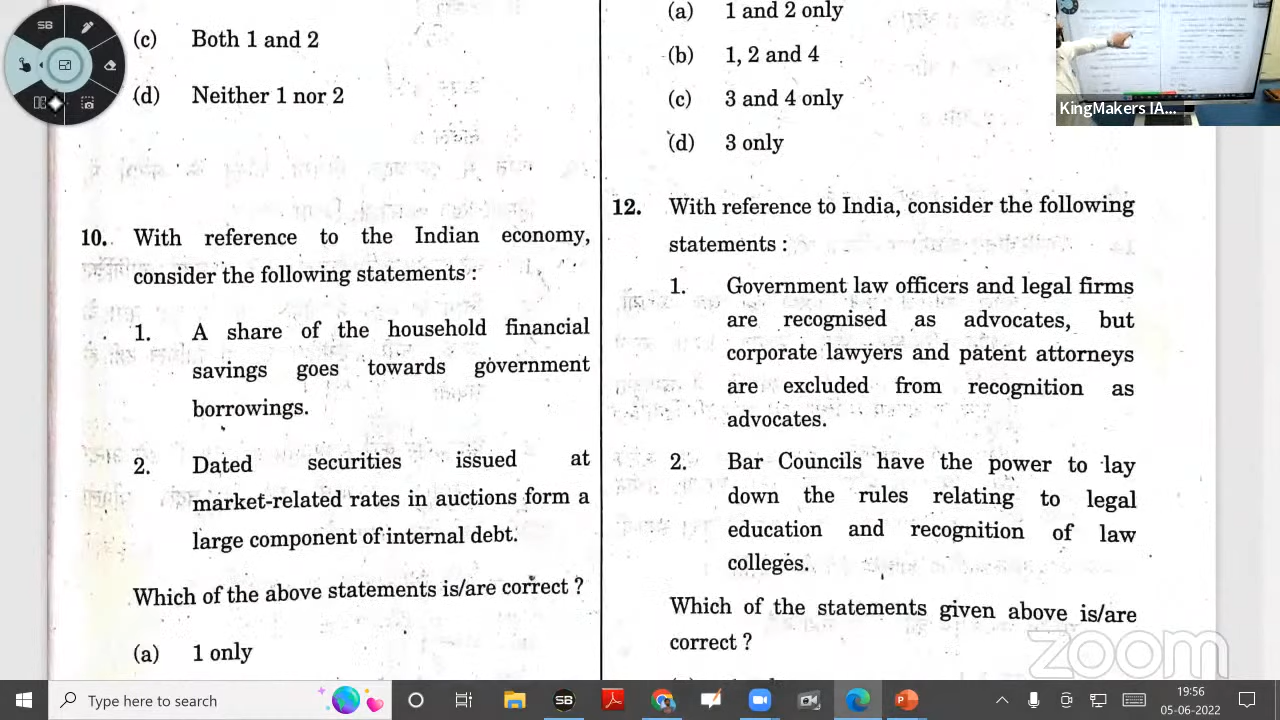 SB
(c) Both 1 and 2
(d) Neither 1 nor 2
10. With reference to the Indian economy,
consider the following statements :
1. A share of the household financial
savings goes towards government
borrowings.
2. Dated securities issued at
market-related rates in auctions form a
large component of internal debt.
Which of the above statements is/are correct ?
(a) 1 only
(a) 1 and 2 only
(b) 1, 2 and 4
(c) 3 and 4 only
(d) 3 only
12. With reference to India, consider the following
statements :
1. Government law officers and legal firms
are recognised as advocates, but
corporate lawyers and patent attorneys
are excluded from recognition as
advocates.
2. Bar Councils have the power to lay
down the rules relating to legal
education and recognition of law
colleges.
Which of the statements given above is/are
correct ?
KingMakers IA...
zoom
Type here to search
SB
19:56
05-06-2022